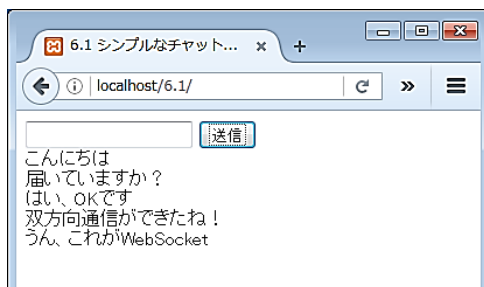 6.1 シンプルなチャット...
localhost/6.1/
送信
こんにちは
届いていますか？
はい、OKです
双方向通信ができたね！
うん、これがWebSocket